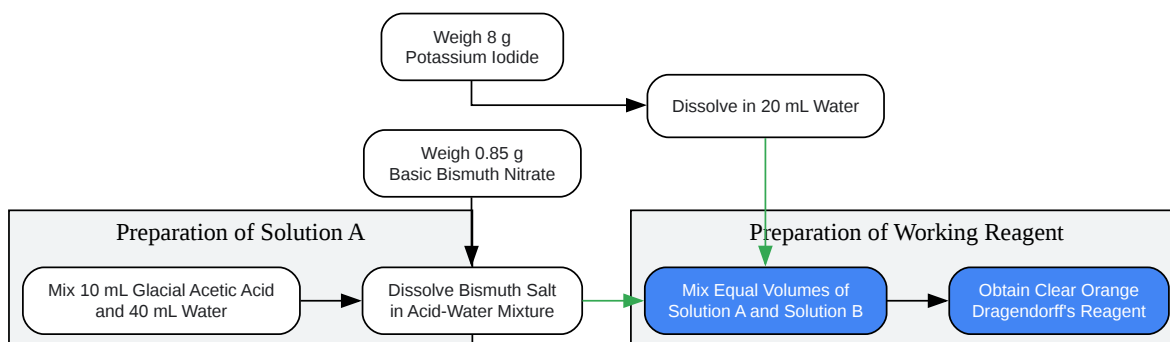 Weigh 8 g
Potassium Iodide
Dissolve in 20 mL Water
Weigh 0.85 g
Basic Bismuth Nitrate
Preparation of Solution A
Preparation of Working Reagent
Mix 10 mL Glacial Acetic Acid
and 40 mL Water
Dissolve Bismuth Salt
in Acid-Water Mixture
Mix Equal Volumes of
Solution A and Solution B
Obtain Clear Orange
Dragendorff's Reagent